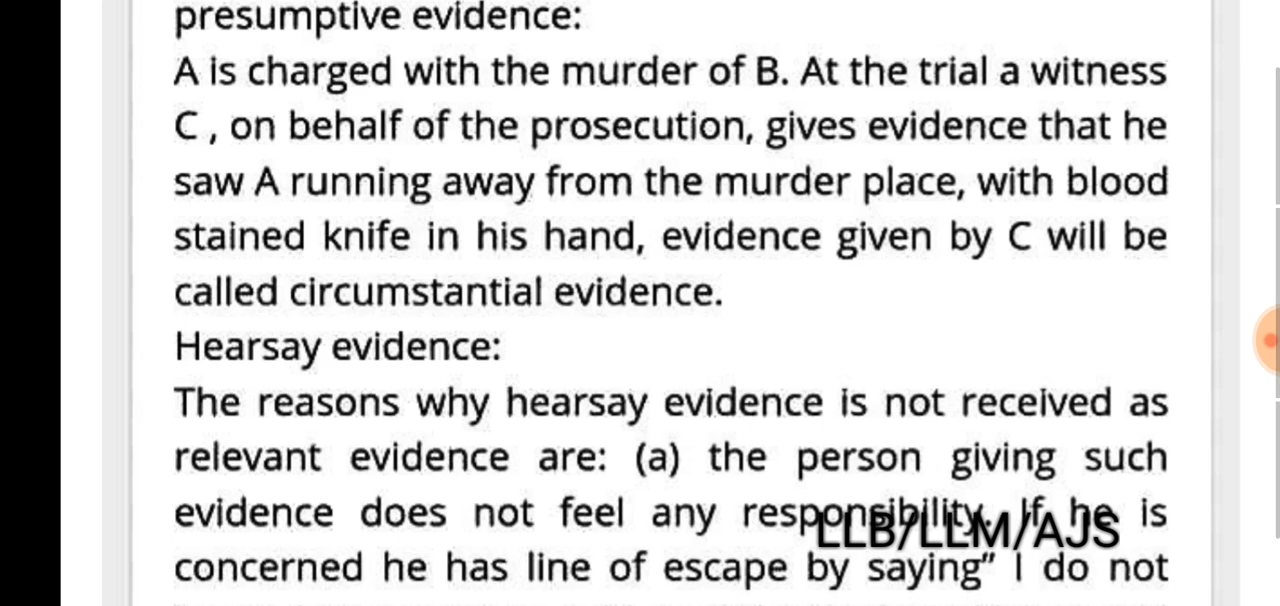 presumptive evidence:
A is charged with the murder of B. At the trial a witness
C , on behalf of the prosecution, gives evidence that he
saw A running away from the murder place, with blood
stained knife in his hand, evidence given by C will be
called circumstantial evidence.
Hearsay evidence:
The reasons why hearsay evidence is not received as
relevant evidence are: (a) the person giving such
evidence does not feel any responsibility. If he is
LLB/LLM/AJS
concerned he has line of escape by saying” I do not